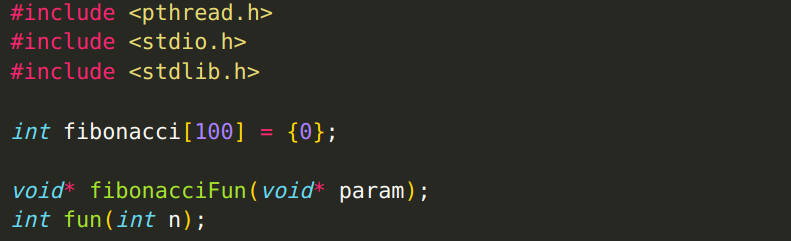 #include <pthread.h>
#include <stdio.h>
#include <stdlib.h>
int fibonacci[100] = {0};
void* fibonacciFun(void* param);
int fun(int n);